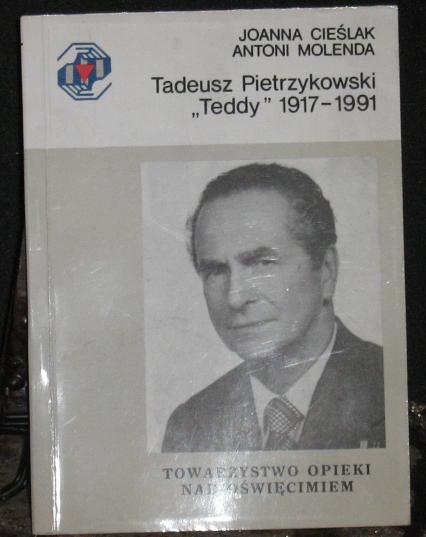 JOANNA CIEŚLAK
ANTONI MOLENDA
Tadeusz Pietrzykowski
„Teddy” 1917–1991
TOWARZYSTWO OPIEKI
NAD OŚWIĘCIMIEM